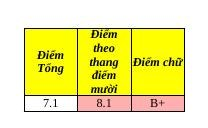 Điểm
Tổng
Điểm
theo
thang
điểm
mười
Điểm chữ
7.1
8.1
B+